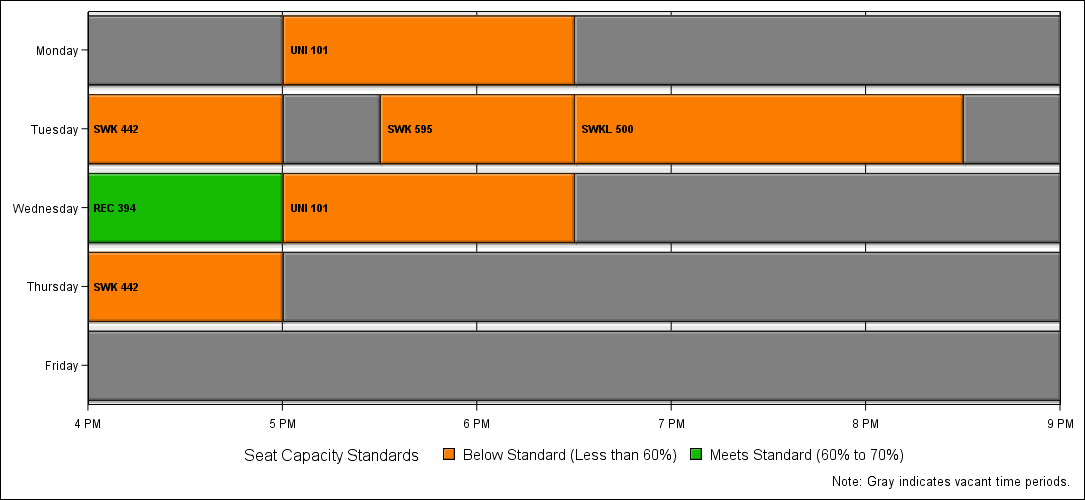 Monday
UNI 101
Tuesday
SWK 442
SWK 595
SWKL 500
Wednesday
REC 394
UNI 101
Thursday
SWK 442
Friday
4 PM 5 PM 6 PM 7 PM 8 PM 9 PM
Seat Capacity Standards Below Standard (Less than 60%) Meets Standard (60% to 70%)
Note: Gray indicates vacant time periods.